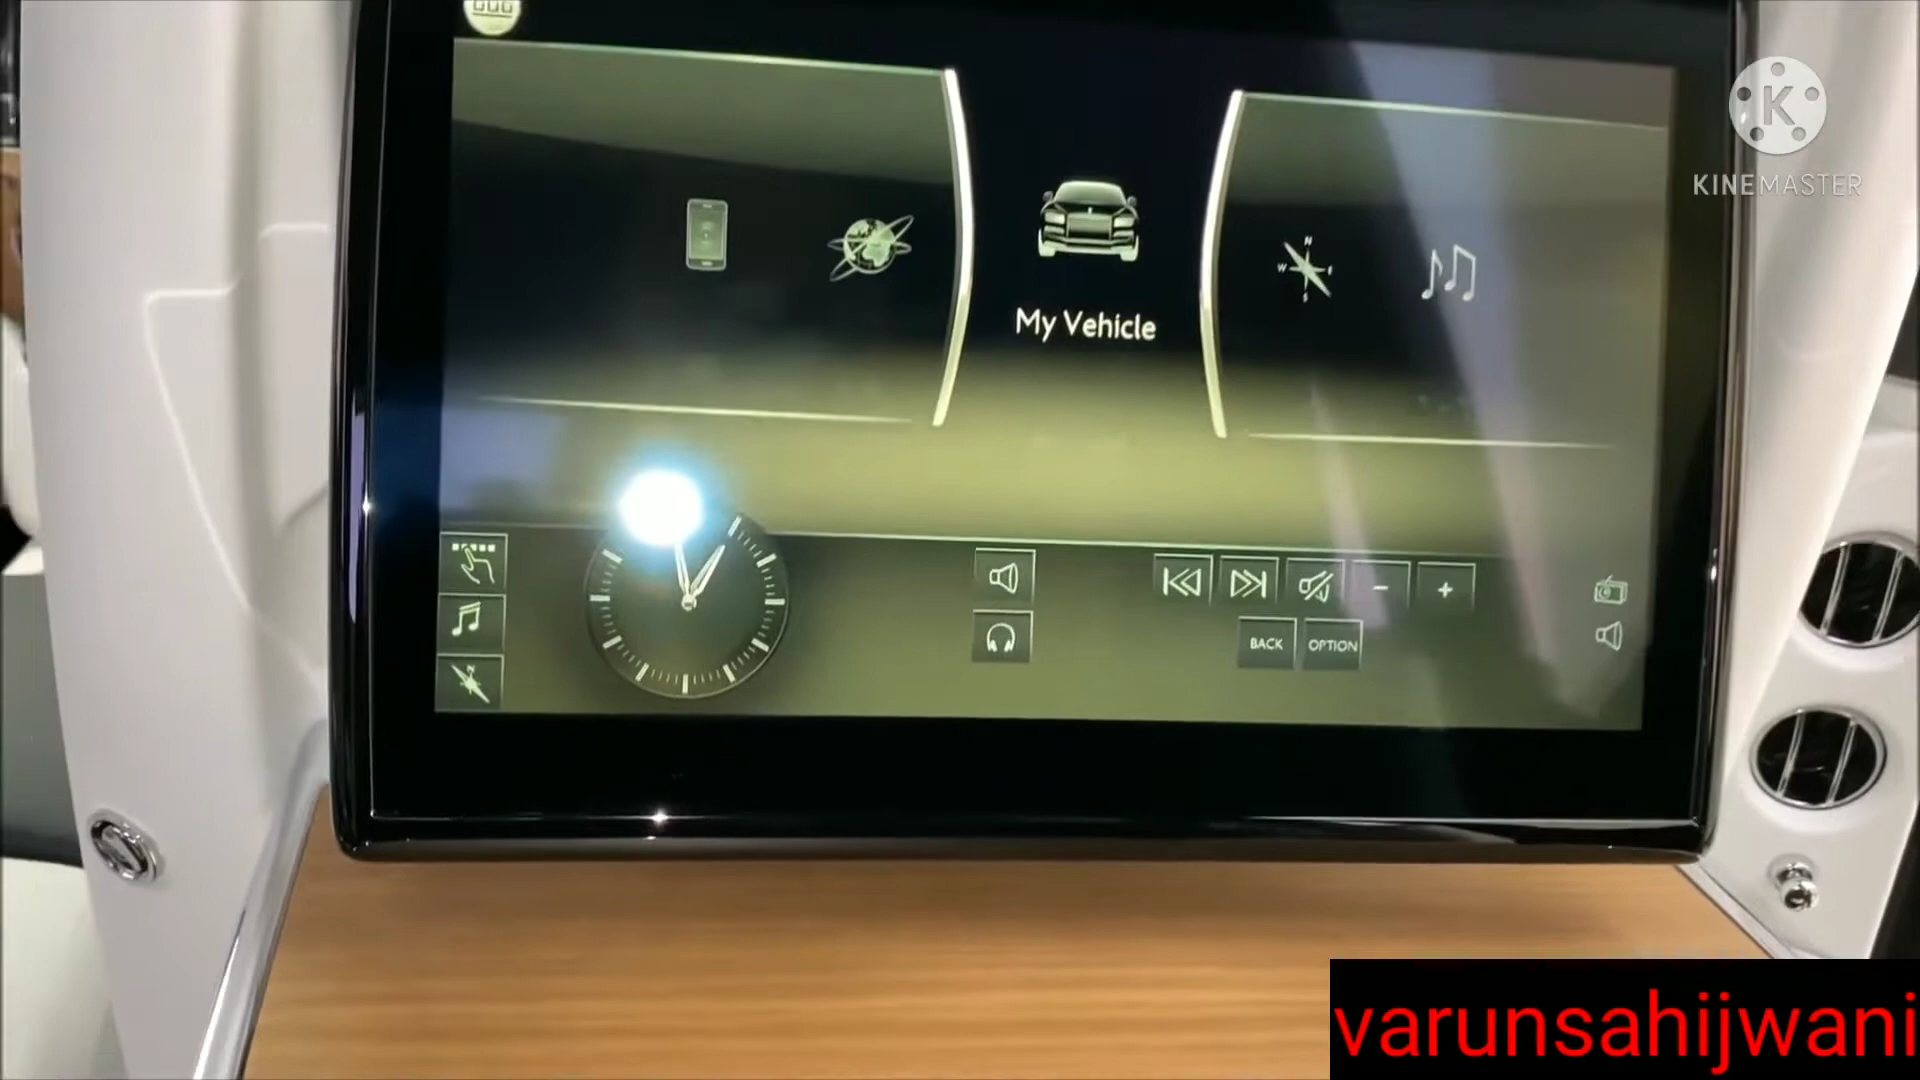 K
KINEMASTER
N
W E
S
My Vehicle
N
BACK OPTION
varunsahijwani